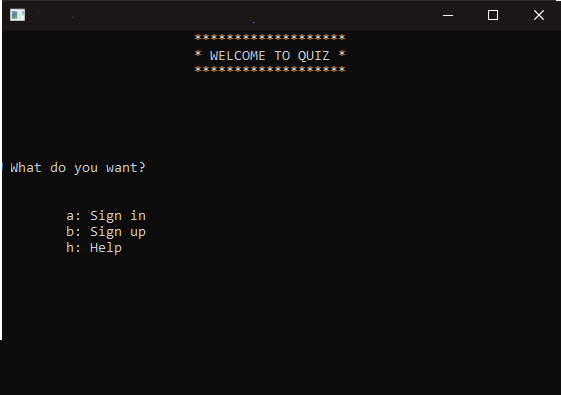 *******************
* WELCOME TO QUIZ *
*******************
What do you want?
a: Sign in
b: Sign up
h: Help